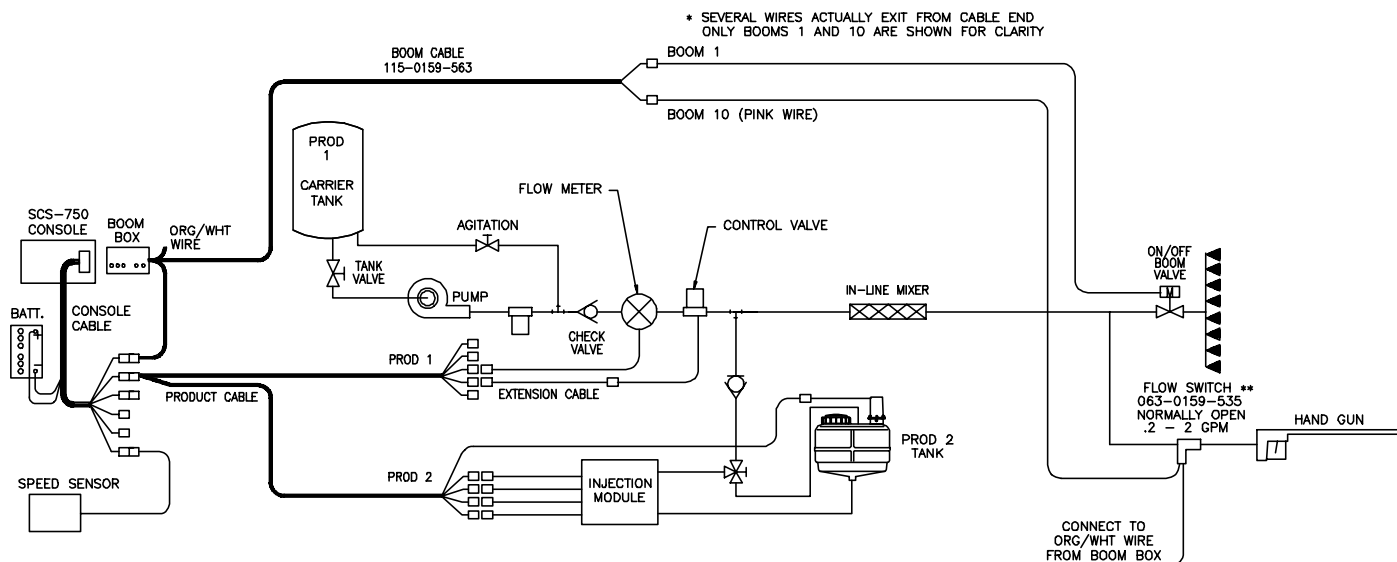 * SEVERAL WIRES ACTUALLY EXIT FROM CABLE END
ONLY BOOMS 1 AND 10 ARE SHOWN FOR CLARITY
BOOM CABLE
115-0159-563
BOOM 1
BOOM 10 (PINK WIRE)
PROD
1
CARRIER
TANK
FLOW METER
SCS-750
CONSOLE
BOOM
BOX
ORG/WHT
WIRE
AGITATION
CONTROL VALVE
TANK
VALVE
ON/OFF
BOOM
VALVE
M
PUMP
IN-LINE MIXER
BATT.
+
-
CONSOLE
CABLE
CHECK
VALVE
PROD 1
PRODUCT CABLE
EXTENSION CABLE
FLOW SWITCH **
063-0159-535
NORMALLY OPEN
.2 - 2 GPM
HAND GUN
PROD 2
TANK
PROD 2
INJECTION
MODULE
SPEED SENSOR
CONNECT TO
ORG/WHT WIRE
FROM BOOM BOX